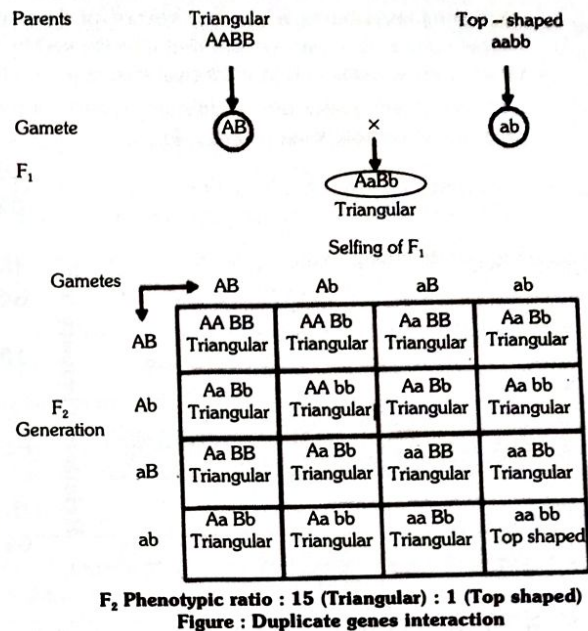 Parents Triangular Top – shaped
AABB aabb
Gamete AB × ab
F₁ AaBb
Triangular
Selfing of F₁
Gametes AB Ab aB ab
AB AA BB AA Bb Aa BB Aa Bb
Triangular Triangular Triangular Triangular
F₂ Generation Ab Aa Bb AA bb Aa Bb Aa bb
Triangular Triangular Triangular Triangular
aB Aa BB Aa Bb aa BB aa Bb
Triangular Triangular Triangular Triangular
ab Aa Bb Aa bb aa Bb aa bb
Triangular Triangular Triangular Top shaped
F₂ Phenotypic ratio : 15 (Triangular) : 1 (Top shaped)
Figure : Duplicate genes interaction